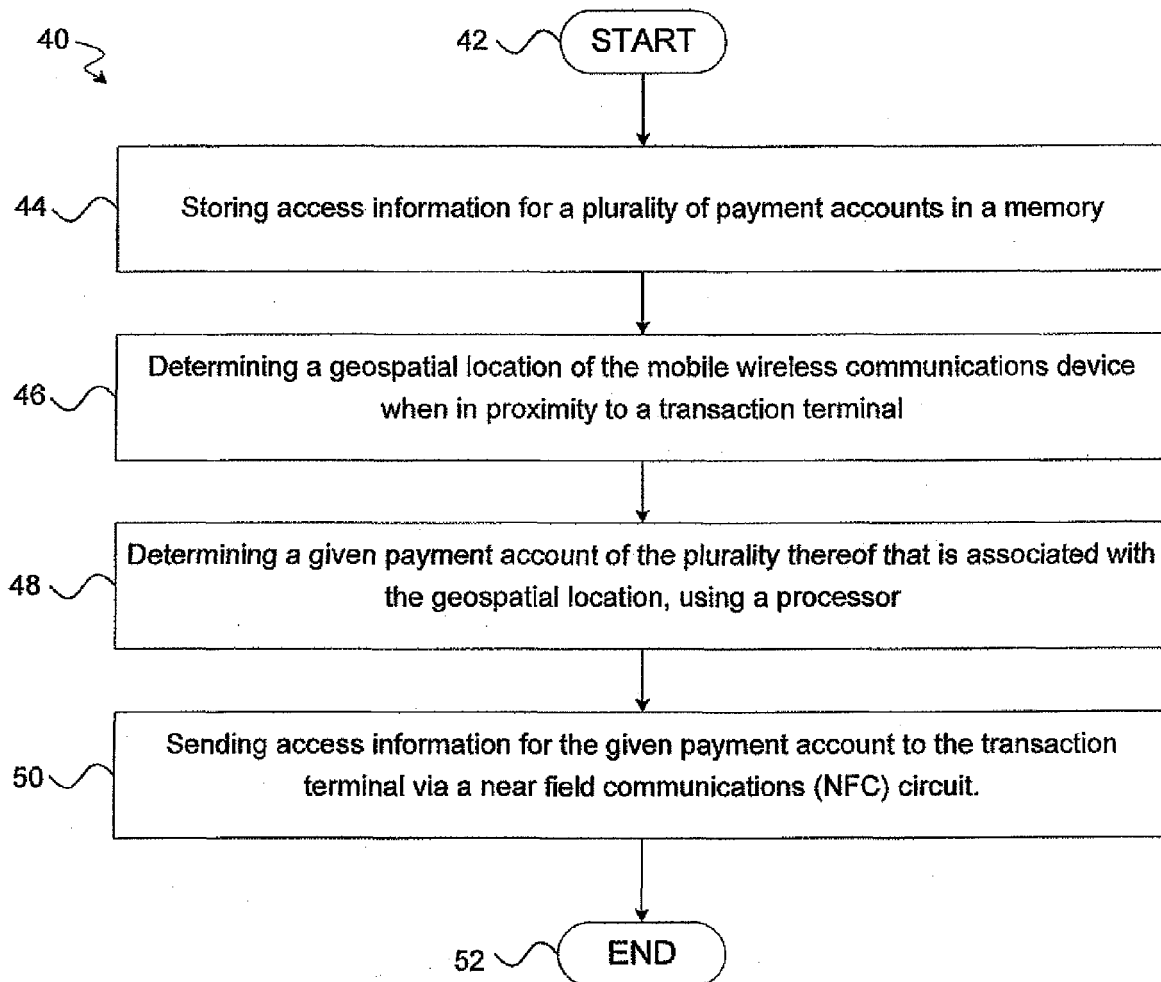 40
42
START
44
Storing access information for a plurality of payment accounts in a memory
46
Determining a geospatial location of the mobile wireless communications device
when in proximity to a transaction terminal
48
Determining a given payment account of the plurality thereof that is associated with
the geospatial location, using a processor
50
Sending access information for the given payment account to the transaction
terminal via a near field communications (NFC) circuit.
52
END